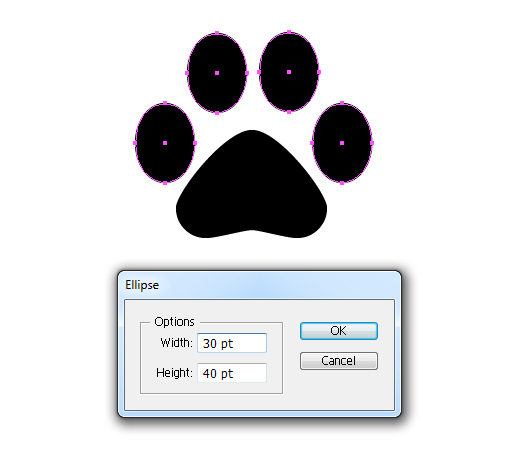 Ellipse
Options
Width: 30 pt
Height: 40 pt
OK
Cancel